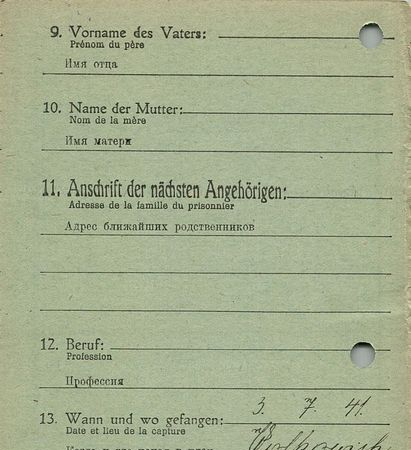 9. Vorname des Vaters:
Prénom du père
Имя отца
10. Name der Mutter:
Nom de la mère
Имя матери
11. Anschrift der nächsten Angehörigen:
Adresse de la famille du prisonnier
Адрес ближайших родственников
12. Beruf:
Profession
Профессия
13. Wann und wo gefangen: 3. 7. 41.
Date et lieu de la capture